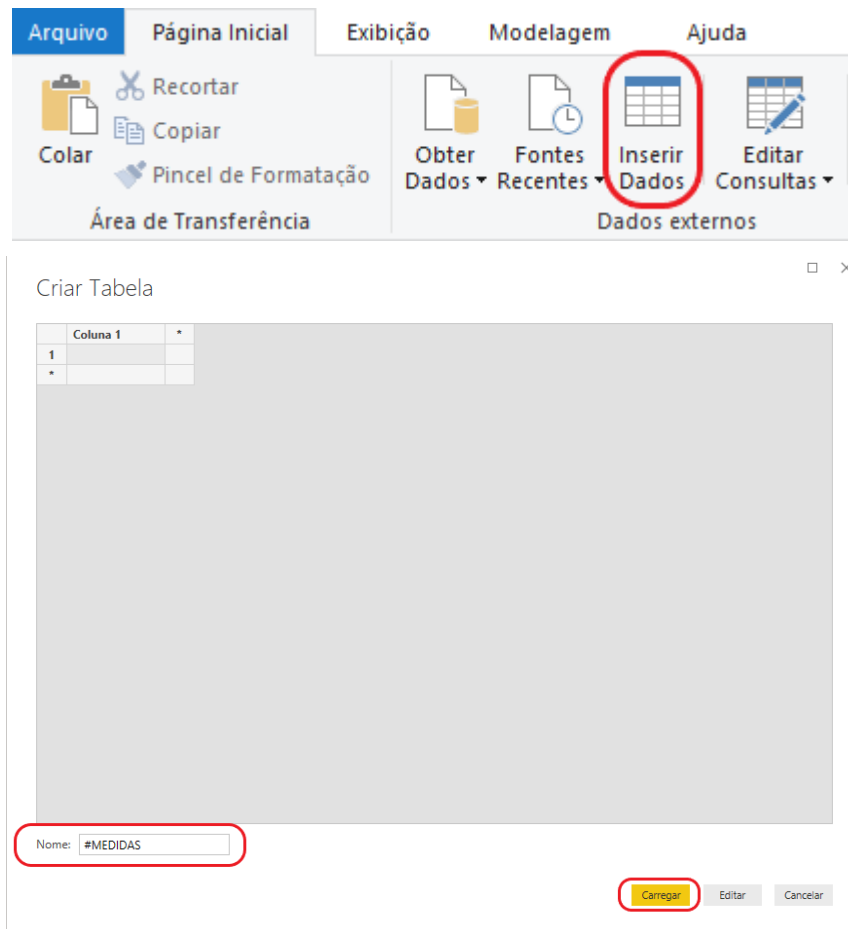 Arquivo Página Inicial Exibição Modelagem Ajuda
Recortar
Copiar
Pincel de Formatação
Colar
Obter Dados
Fontes Recentes
Inserir Dados
Editar Consultas
Área de Transferência
Dados externos
Criar Tabela
Coluna 1 *
1
*
Nome: #MEDIDAS
Carregar Editar Cancelar